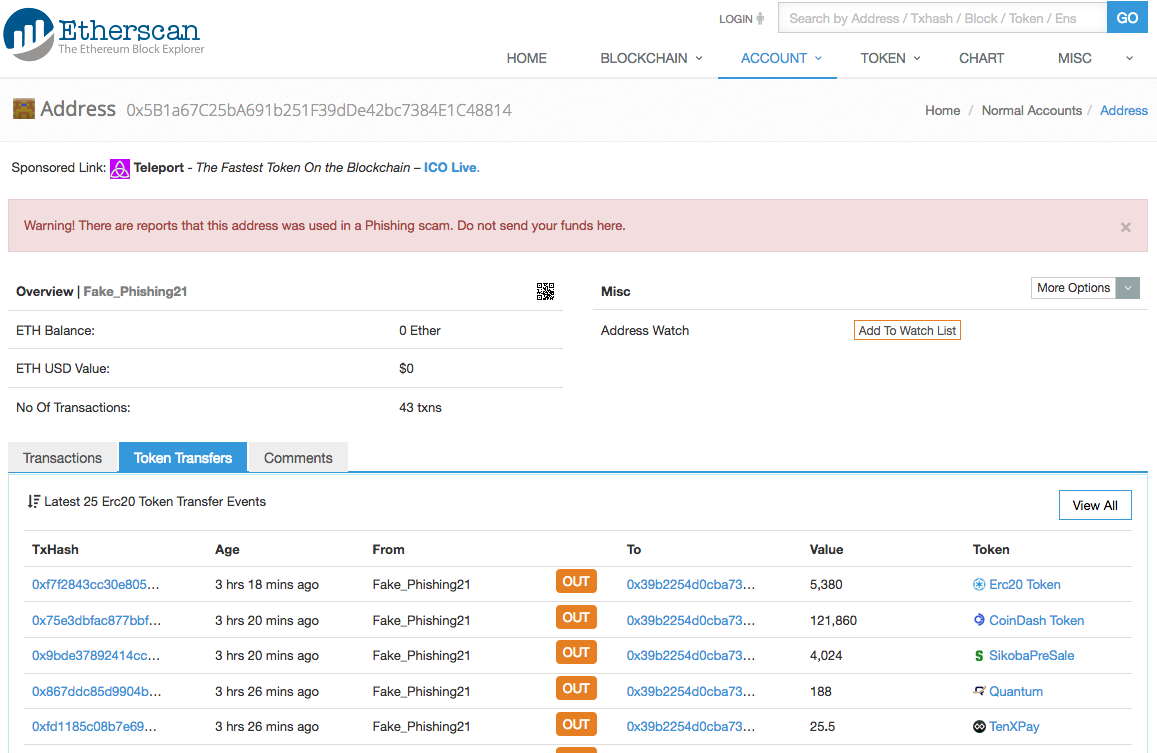 Etherscan
The Ethereum Block Explorer
LOGIN
Search by Address / Txhash / Block / Token / Ens
GO
HOME BLOCKCHAIN ACCOUNT TOKEN CHART MISC
Address 0x5B1a67C25bA691b251F39dDe42bc7384E1C48814
Home / Normal Accounts / Address
Sponsored Link: Teleport - The Fastest Token On the Blockchain – ICO Live.
Warning! There are reports that this address was used in a Phishing scam. Do not send your funds here. ×
Overview | Fake_Phishing21
ETH Balance: 0 Ether
ETH USD Value: $0
No Of Transactions: 43 txns
Misc
More Options
Address Watch Add To Watch List
Transactions Token Transfers Comments
Latest 25 Erc20 Token Transfer Events
View All
TxHash Age From To Value Token
0xf7f2843cc30e805... 3 hrs 18 mins ago Fake_Phishing21 OUT 0x39b2254d0cba73... 5,380 Erc20 Token
0x75e3dbfac877bbf... 3 hrs 20 mins ago Fake_Phishing21 OUT 0x39b2254d0cba73... 121,860 CoinDash Token
0x9bde37892414cc... 3 hrs 20 mins ago Fake_Phishing21 OUT 0x39b2254d0cba73... 4,024 SikobaPreSale
0x867ddc85d9904b... 3 hrs 26 mins ago Fake_Phishing21 OUT 0x39b2254d0cba73... 188 Quantum
0xfd1185c08b7e69... 3 hrs 26 mins ago Fake_Phishing21 OUT 0x39b2254d0cba73... 25.5 TenXPay